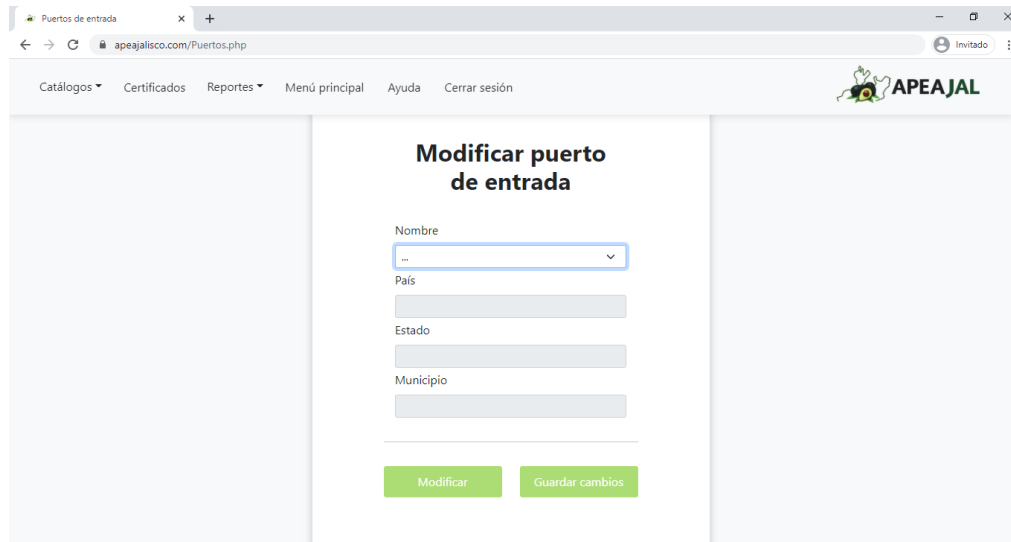 Puertos de entrada
apeajalisco.com/Puertos.php
Invitado
Catálogos Certificados Reportes Menú principal Ayuda Cerrar sesión
APEAJAL
Modificar puerto
de entrada
Nombre
...
País
Estado
Municipio
Modificar Guardar cambios